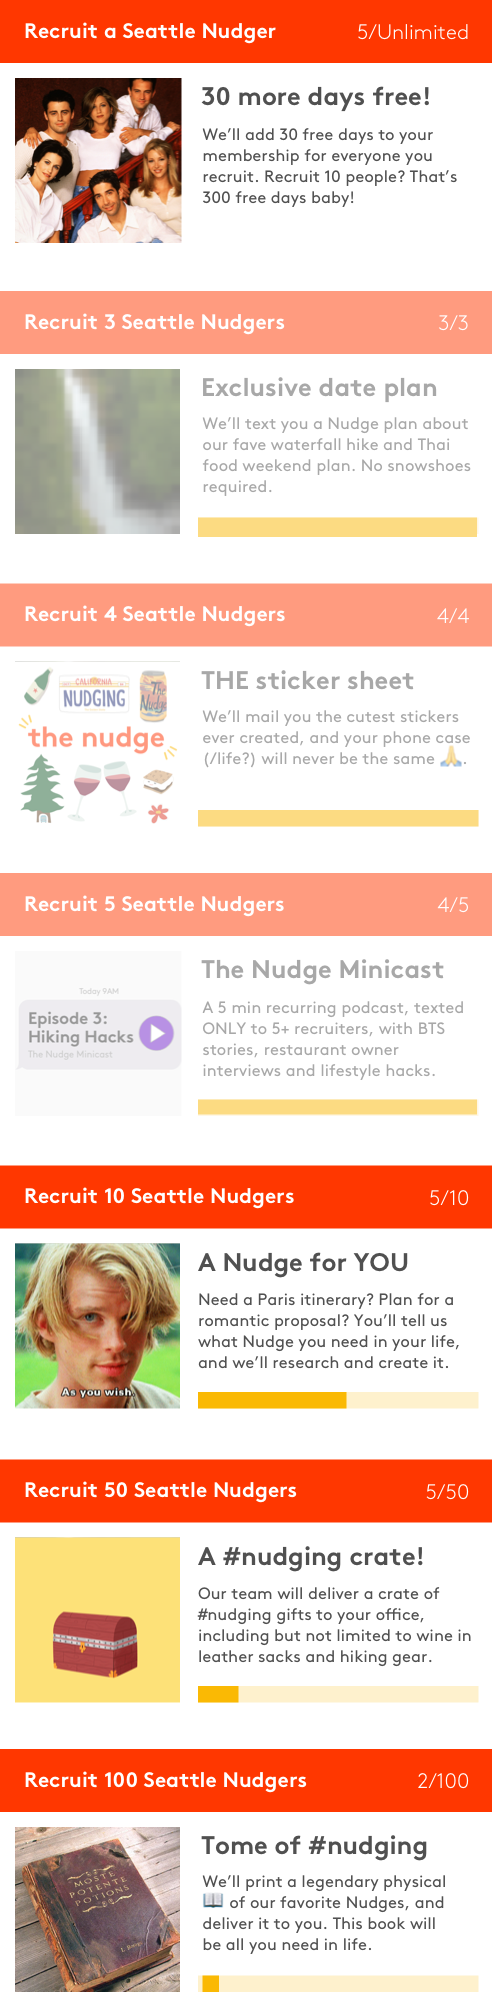 Recruit a Seattle Nudger
5/Unlimited
30 more days free!
We'll add 30 free days to your
membership for everyone you
recruit. Recruit 10 people? That's
300 free days baby!
Recruit 3 Seattle Nudgers
3/3
Exclusive date plan
We'll text you a Nudge plan about
our fave waterfall hike and Thai
food weekend plan. No snowshoes
required.
Recruit 4 Seattle Nudgers
4/4
CALIFORNIA
NUDGING
The
Nudge
the nudge
THE sticker sheet
We'll mail you the cutest stickers
ever created, and your phone case
(/life?) will never be the same 🙏.
Recruit 5 Seattle Nudgers
4/5
Today 9AM
Episode 3:
Hiking Hacks
The Nudge Minicast
The Nudge Minicast
A 5 min recurring podcast, texted
ONLY to 5+ recruiters, with BTS
stories, restaurant owner
interviews and lifestyle hacks.
Recruit 10 Seattle Nudgers
5/10
As you wish.
A Nudge for YOU
Need a Paris itinerary? Plan for a
romantic proposal? You'll tell us
what Nudge you need in your life,
and we'll research and create it.
Recruit 50 Seattle Nudgers
5/50
A #nudging crate!
Our team will deliver a crate of
#nudging gifts to your office,
including but not limited to wine in
leather sacks and hiking gear.
Recruit 100 Seattle Nudgers
2/100
MOSTE
POTENTE
POTIONS
Tome of #nudging
We'll print a legendary physical
📖 of our favorite Nudges, and
deliver it to you. This book will
be all you need in life.